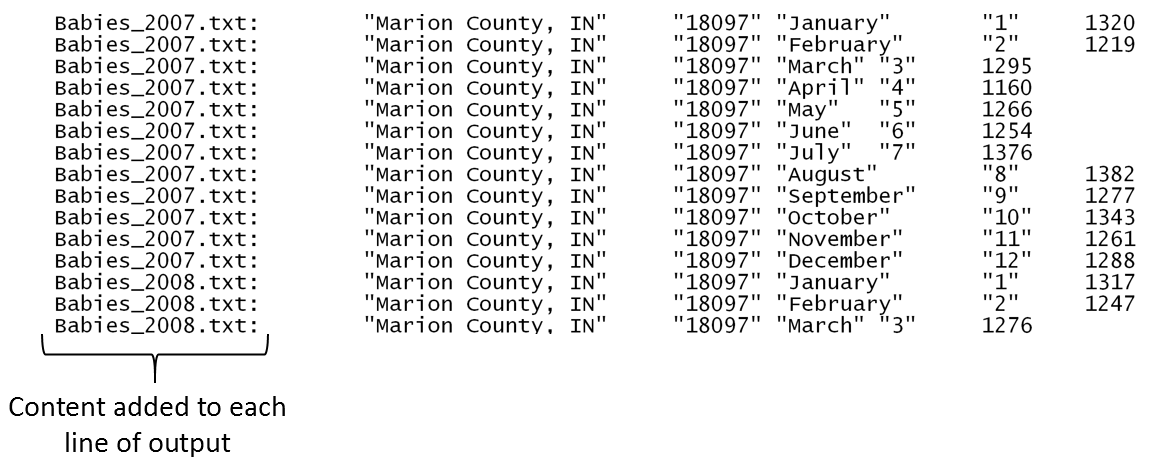 Babies_2007.txt: "Marion County, IN" "18097" "January" "1" 1320
Babies_2007.txt: "Marion County, IN" "18097" "February" "2" 1219
Babies_2007.txt: "Marion County, IN" "18097" "March" "3" 1295
Babies_2007.txt: "Marion County, IN" "18097" "April" "4" 1160
Babies_2007.txt: "Marion County, IN" "18097" "May" "5" 1266
Babies_2007.txt: "Marion County, IN" "18097" "June" "6" 1254
Babies_2007.txt: "Marion County, IN" "18097" "July" "7" 1376
Babies_2007.txt: "Marion County, IN" "18097" "August" "8" 1382
Babies_2007.txt: "Marion County, IN" "18097" "September" "9" 1277
Babies_2007.txt: "Marion County, IN" "18097" "October" "10" 1343
Babies_2007.txt: "Marion County, IN" "18097" "November" "11" 1261
Babies_2007.txt: "Marion County, IN" "18097" "December" "12" 1288
Babies_2008.txt: "Marion County, IN" "18097" "January" "1" 1317
Babies_2008.txt: "Marion County, IN" "18097" "February" "2" 1247
Babies_2008.txt: "Marion County, IN" "18097" "March" "3" 1276
Content added to each
line of output